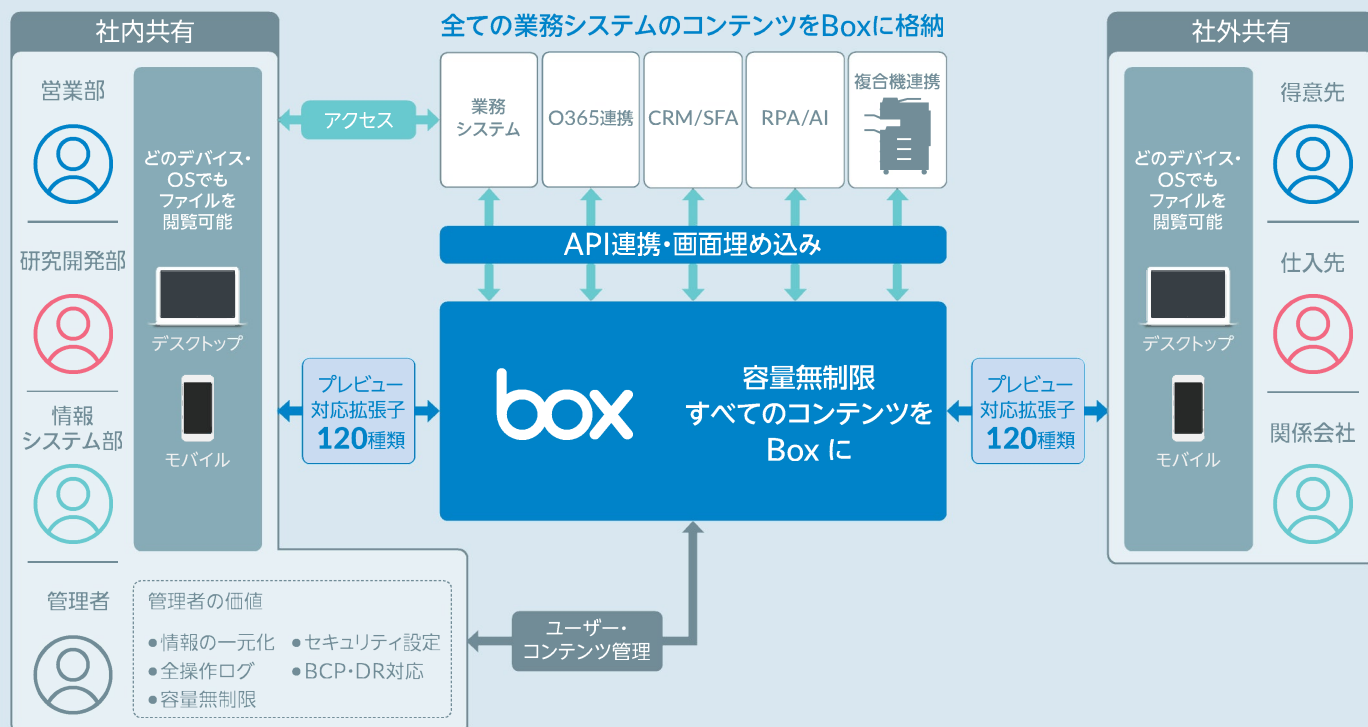 社内共有
営業部
研究開発部
情報
システム部
管理者
どのデバイス・
OSでも
ファイルを
閲覧可能
デスクトップ
モバイル
管理者の価値
●情報の一元化
●全操作ログ
●容量無制限
●セキュリティ設定
●BCP・DR対応
アクセス
プレビュー
対応拡張子
120種類
全ての業務システムのコンテンツをBoxに格納
業務
システム
O365連携
CRM/SFA
RPA/AI
複合機連携
API連携・画面埋め込み
box
容量無制限
すべてのコンテンツを
Box に
ユーザー・
コンテンツ管理
プレビュー
対応拡張子
120種類
社外共有
どのデバイス・
OSでも
ファイルを
閲覧可能
デスクトップ
モバイル
得意先
仕入先
関係会社